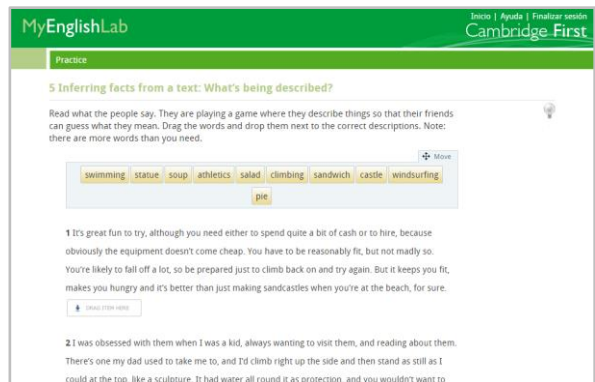 MyEnglishLab
Inicio | Ayuda | Finalizar sesión
Cambridge First
Practice
5 Inferring facts from a text: What's being described?
Read what the people say. They are playing a game where they describe things so that their friends
can guess what they mean. Drag the words and drop them next to the correct descriptions. Note:
there are more words than you need.
Move
swimming statue soup athletics salad climbing sandwich castle windsurfing
pie
1 It's great fun to try, although you need either to spend quite a bit of cash or to hire, because
obviously the equipment doesn't come cheap. You have to be reasonably fit, but not madly so.
You're likely to fall off a lot, so be prepared just to climb back on and try again. But it keeps you fit,
makes you hungry and it's better than just making sandcastles when you're at the beach, for sure.
DRAG ITEM HERE
2 I was obsessed with them when I was a kid, always wanting to visit them, and reading about them.
There's one my dad used to take me to, and I'd climb right up the side and then stand as still as I
could at the top, like a sculpture. It had water all round it as protection, and you wouldn't want to